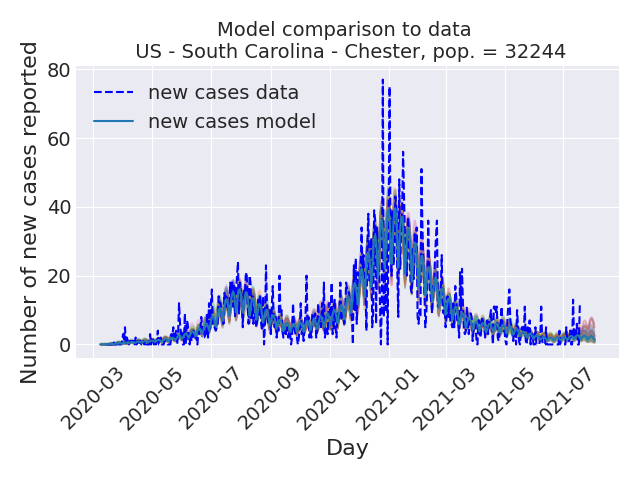 Model comparison to data
US - South Carolina - Chester, pop. = 32244
Number of new cases reported
80
60
40
20
0
new cases data
new cases model
2020-03
2020-05
2020-07
2020-09
2020-11
2021-01
2021-03
2021-05
2021-07
Day